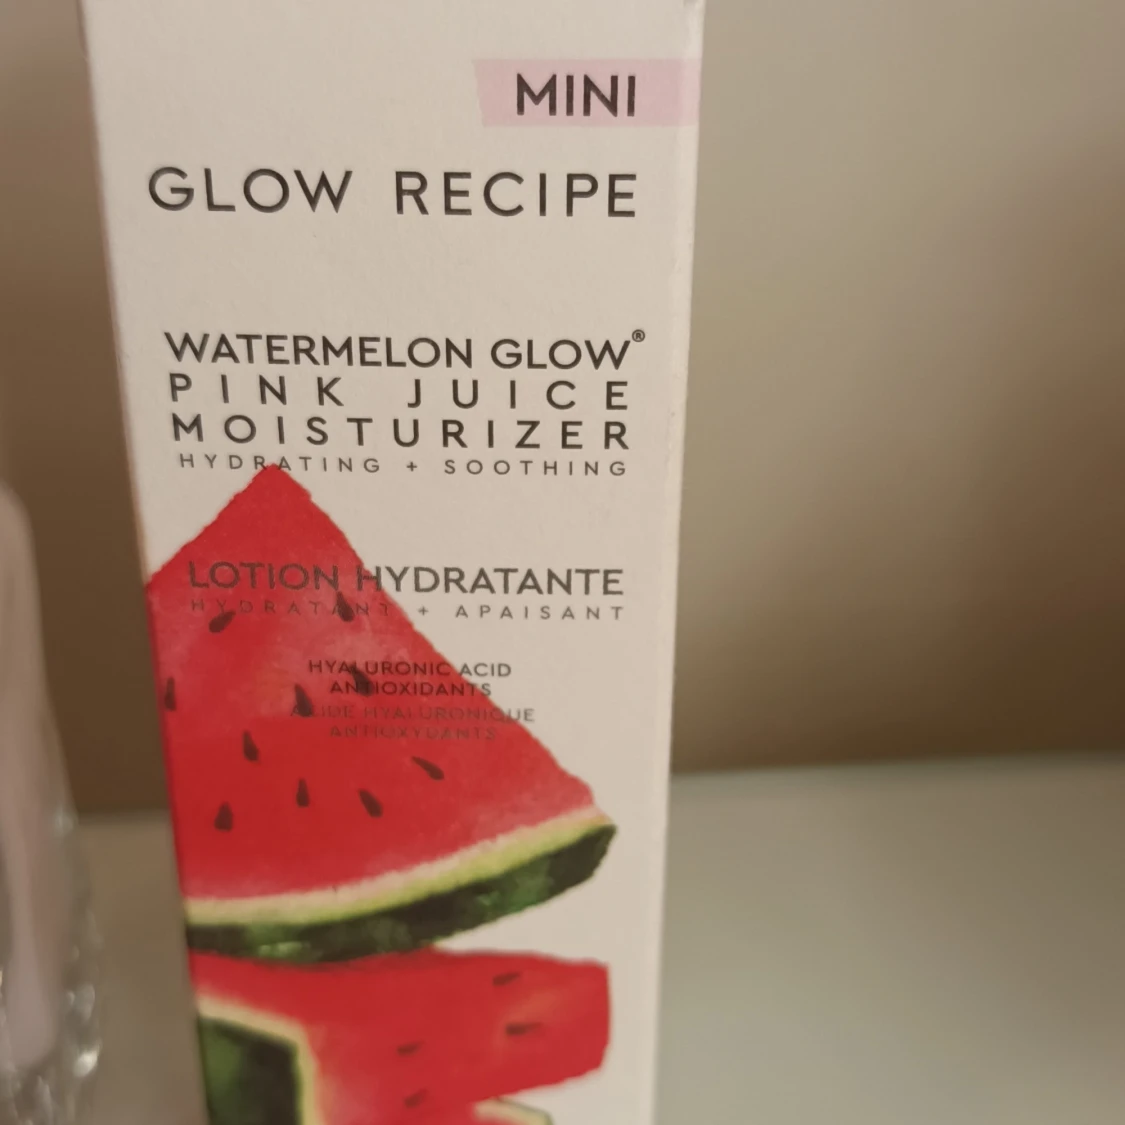 MINI
GLOW RECIPE
WATERMELON GLOW®
PINK JUICE
MOISTURIZER
HYDRATING + SOOTHING
LOTION HYDRATANTE
HYDRATANT + APAISANT
HYALURONIC ACID
ANTIOXIDANTS
ACIDE HYALURONIQUE
ANTIOXYDANTS